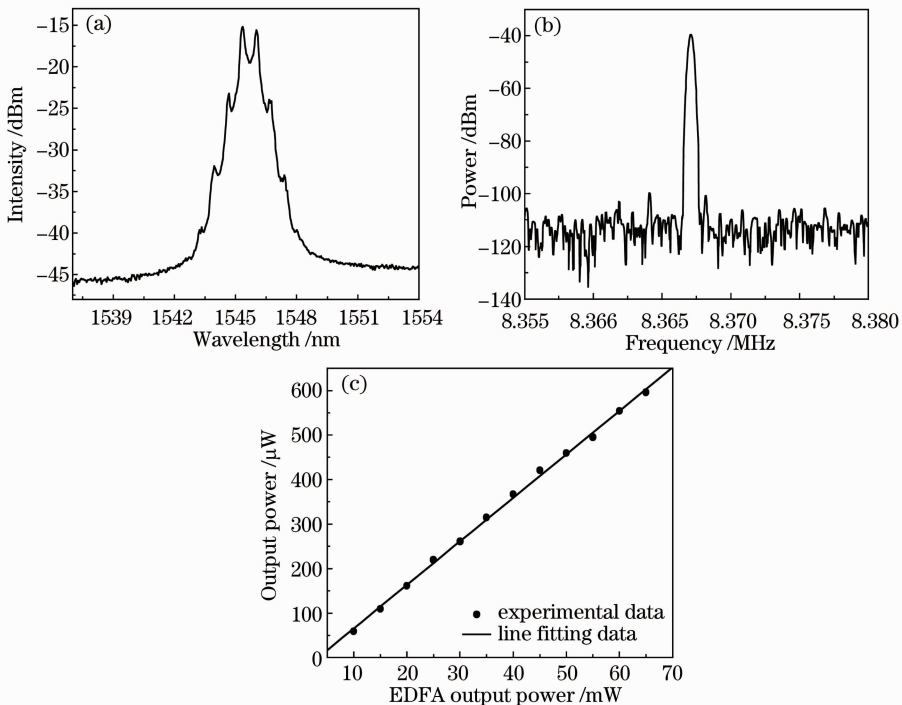 (a)
Intensity /dBm
−15
−20
−25
−30
−35
−40
−45
1539 1542 1545 1548 1551 1554
Wavelength /nm
(b)
Power /dBm
−40
−60
−80
−100
−120
−140
8.355 8.366 8.365 8.370 8.375 8.380
Frequency /MHz
(c)
Output power /μW
600
500
400
300
200
100
0
experimental data
line fitting data
10 20 30 40 50 60 70
EDFA output power /mW